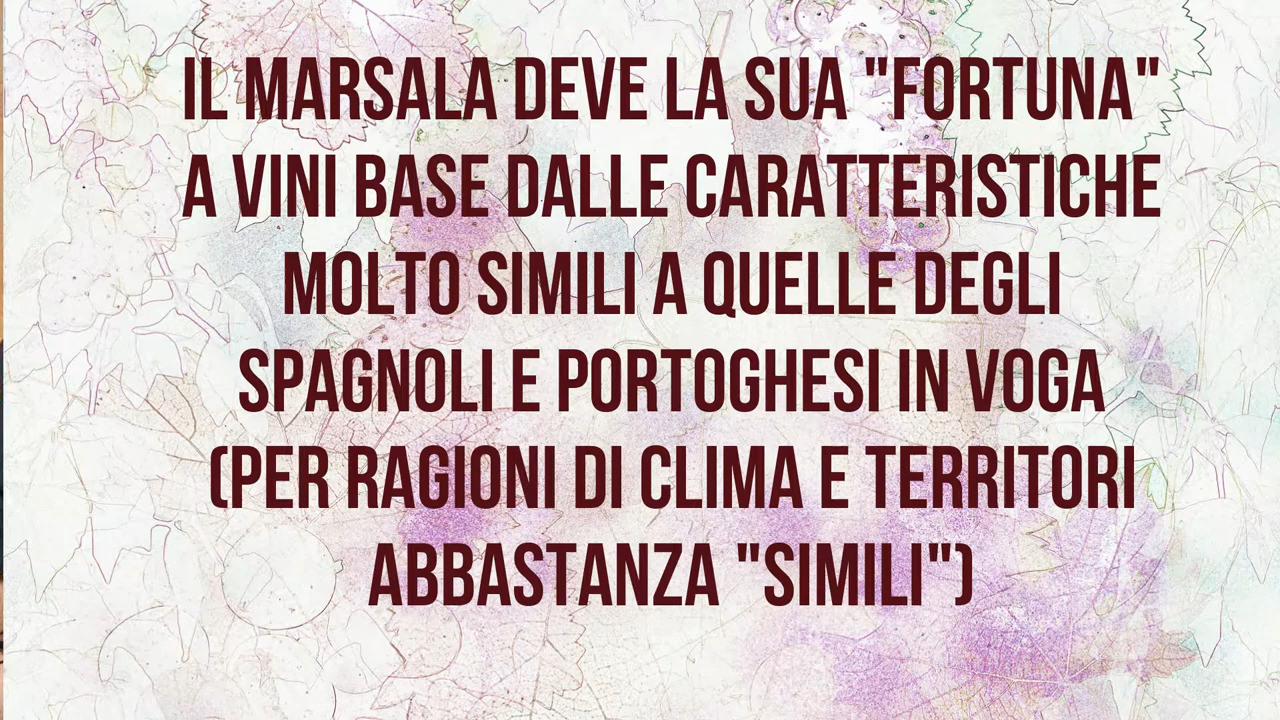 IL MARSALA DEVE LA SUA "FORTUNA"
A VINI BASE DALLE CARATTERISTICHE
MOLTO SIMILI A QUELLE DEGLI
SPAGNOLI E PORTOGHESI IN VOGA
(PER RAGIONI DI CLIMA E TERRITORI
ABBASTANZA "SIMILI")